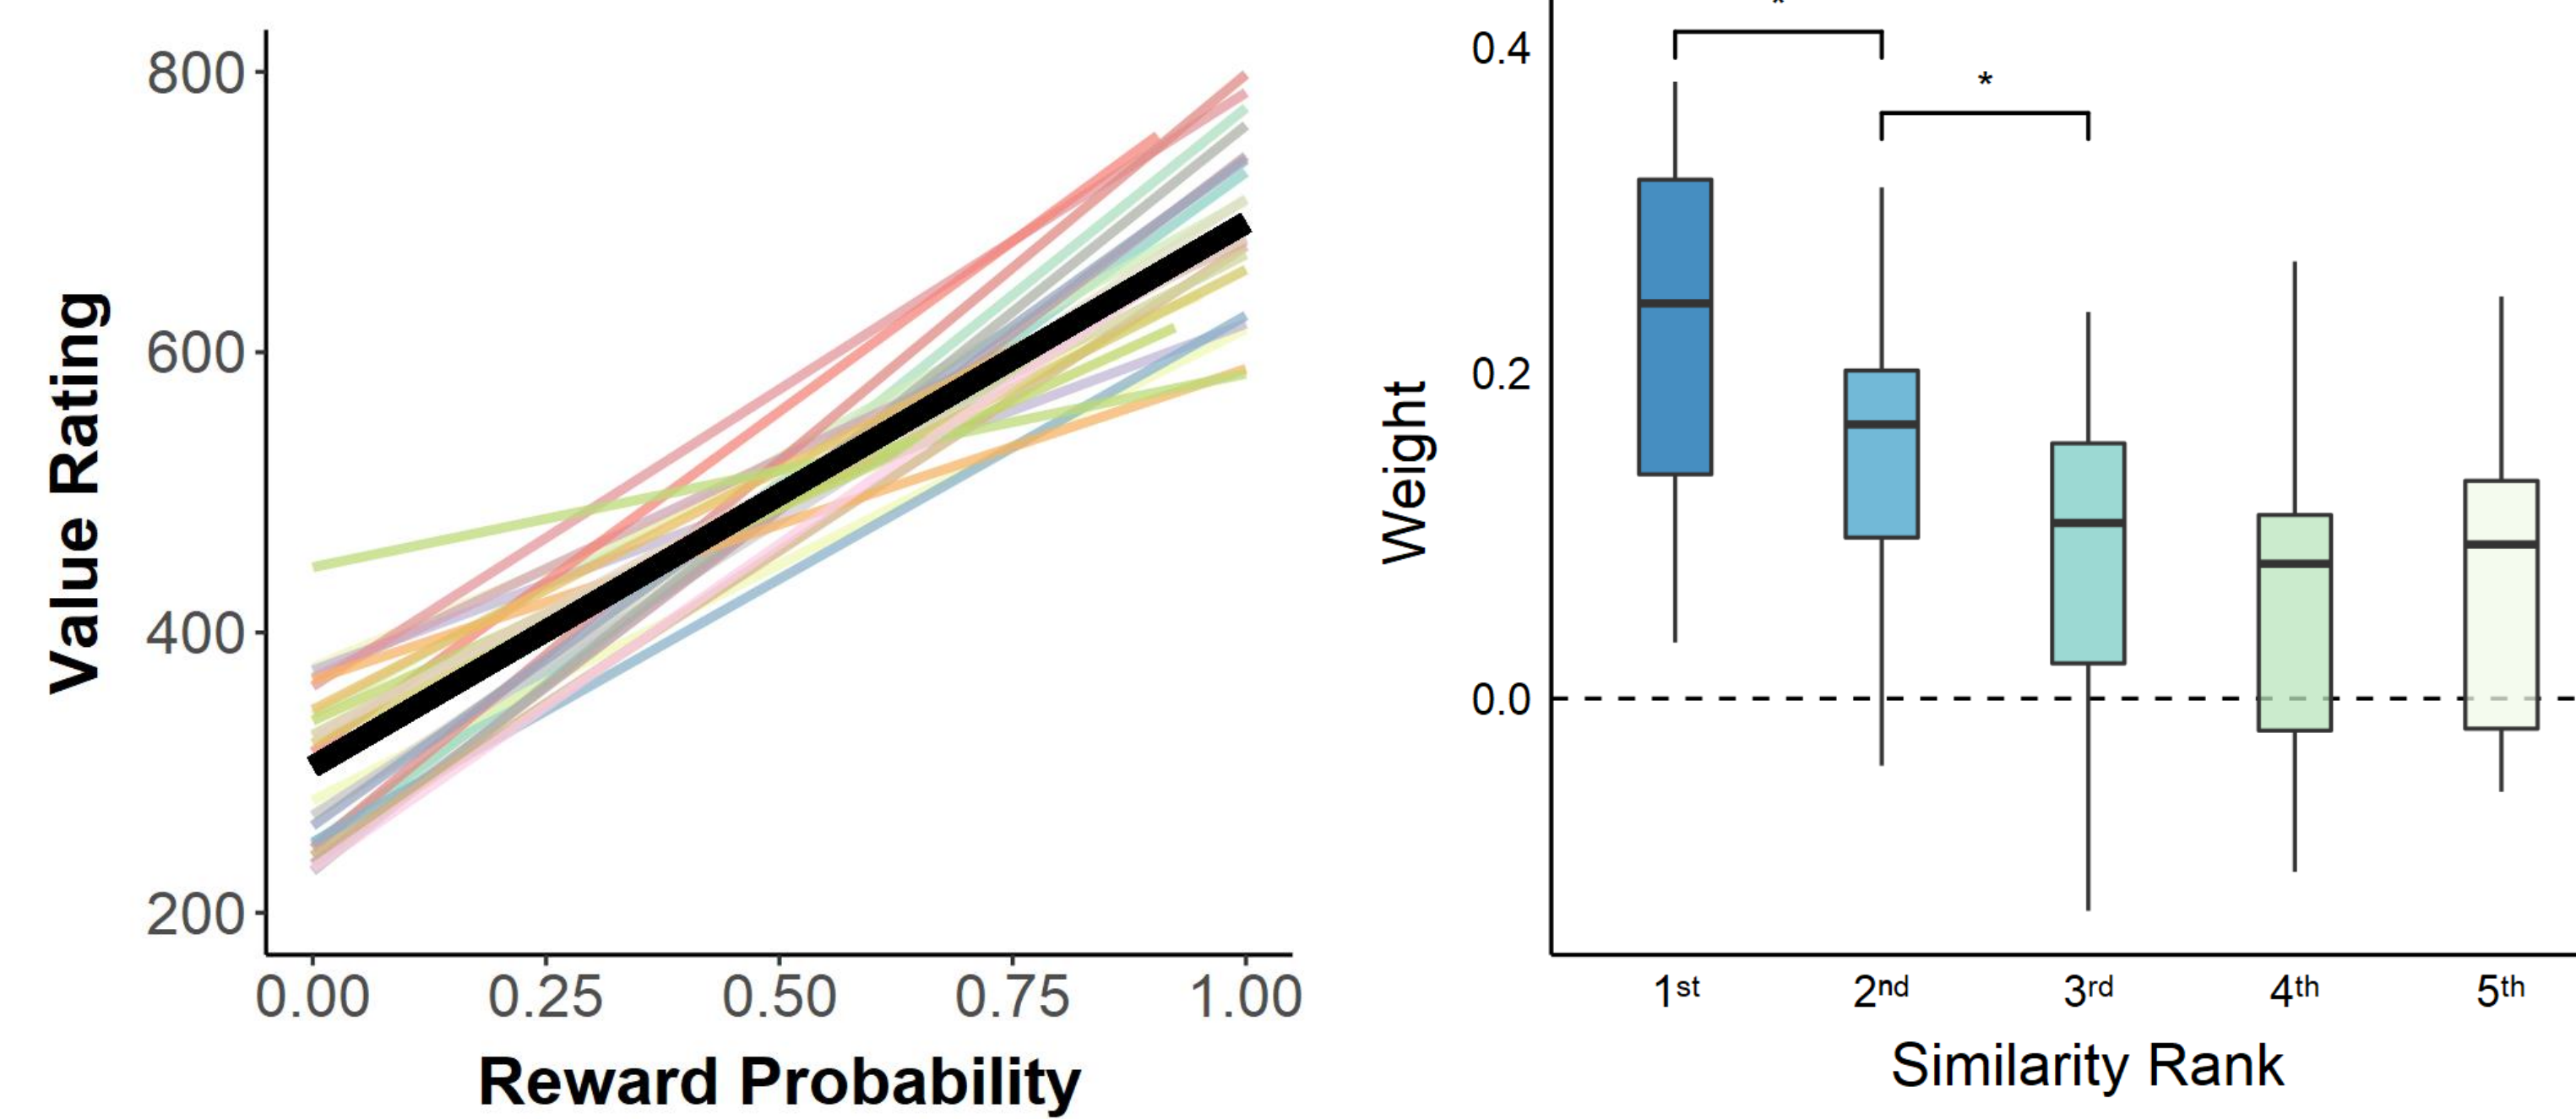 Value Rating
800
600
400
200
0.00 0.25 0.50 0.75 1.00
Reward Probability
Weight
0.4
0.2
0.0
*
*
1st 2nd 3rd 4th 5th
Similarity Rank